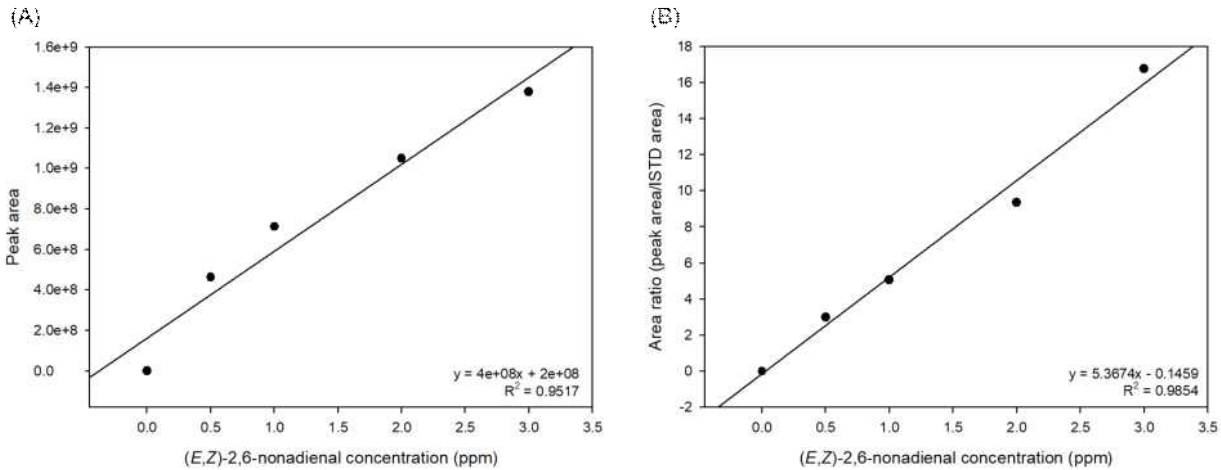 (A)
1.6e+9
1.4e+9
1.2e+9
1.0e+9
8.0e+8
6.0e+8
4.0e+8
2.0e+8
0.0
Peak area
y = 4e+08x + 2e+08
R² = 0.9517
0.0 0.5 1.0 1.5 2.0 2.5 3.0 3.5
(E,Z)-2,6-nonadienal concentration (ppm)
(B)
18
16
14
12
10
8
6
4
2
0
-2
Area ratio (peak area/ISTD area)
y = 5.3674x - 0.1459
R² = 0.9854
0.0 0.5 1.0 1.5 2.0 2.5 3.0 3.5
(E,Z)-2,6-nonadienal concentration (ppm)